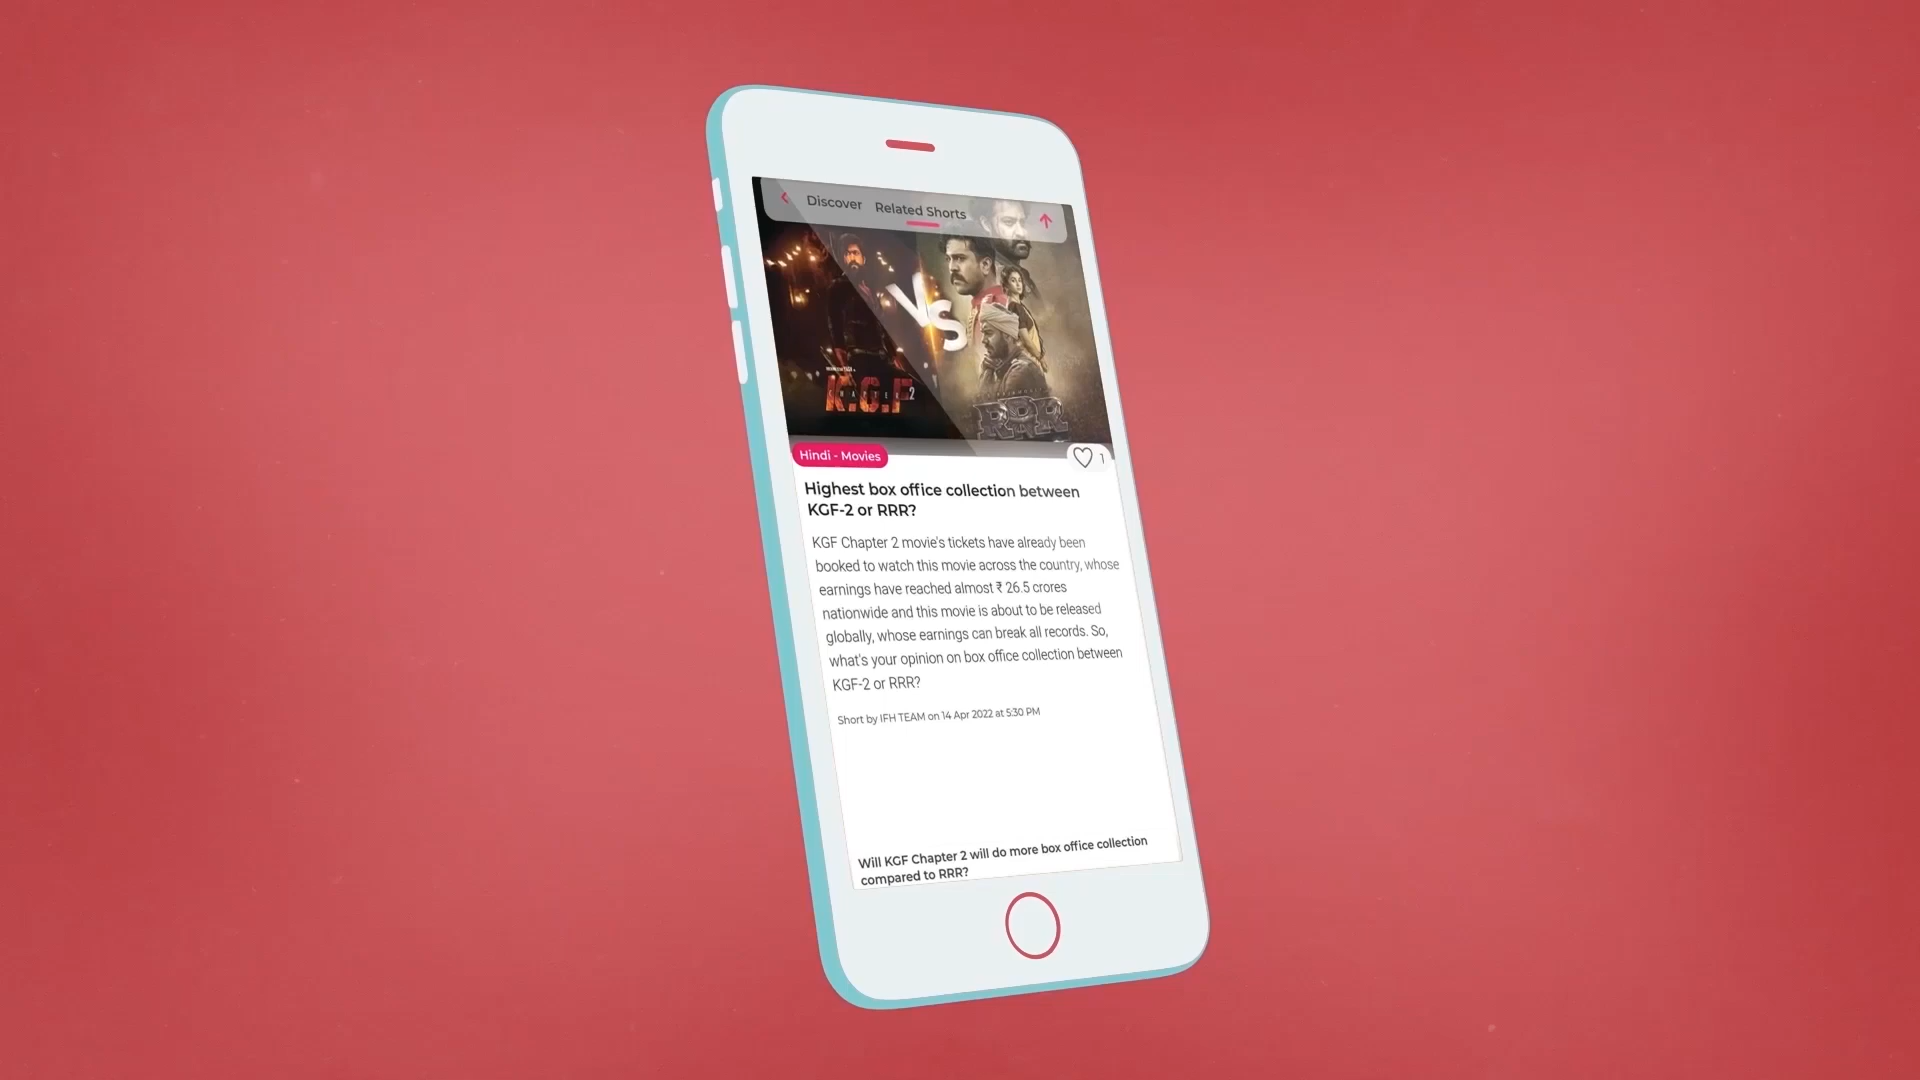 Discover Related Shorts
VS
K.G.F
CHAPTER 2
RRR
Hindi - Movies
1
Highest box office collection between
KGF-2 or RRR?
KGF Chapter 2 movie's tickets have already been
booked to watch this movie across the country, whose
earnings have reached almost ₹ 26.5 crores
nationwide and this movie is about to be released
globally, whose earnings can break all records. So,
what's your opinion on box office collection between
KGF-2 or RRR?
Short by IFH TEAM on 14 Apr 2022 at 5:30 PM
Will KGF Chapter 2 will do more box office collection
compared to RRR?